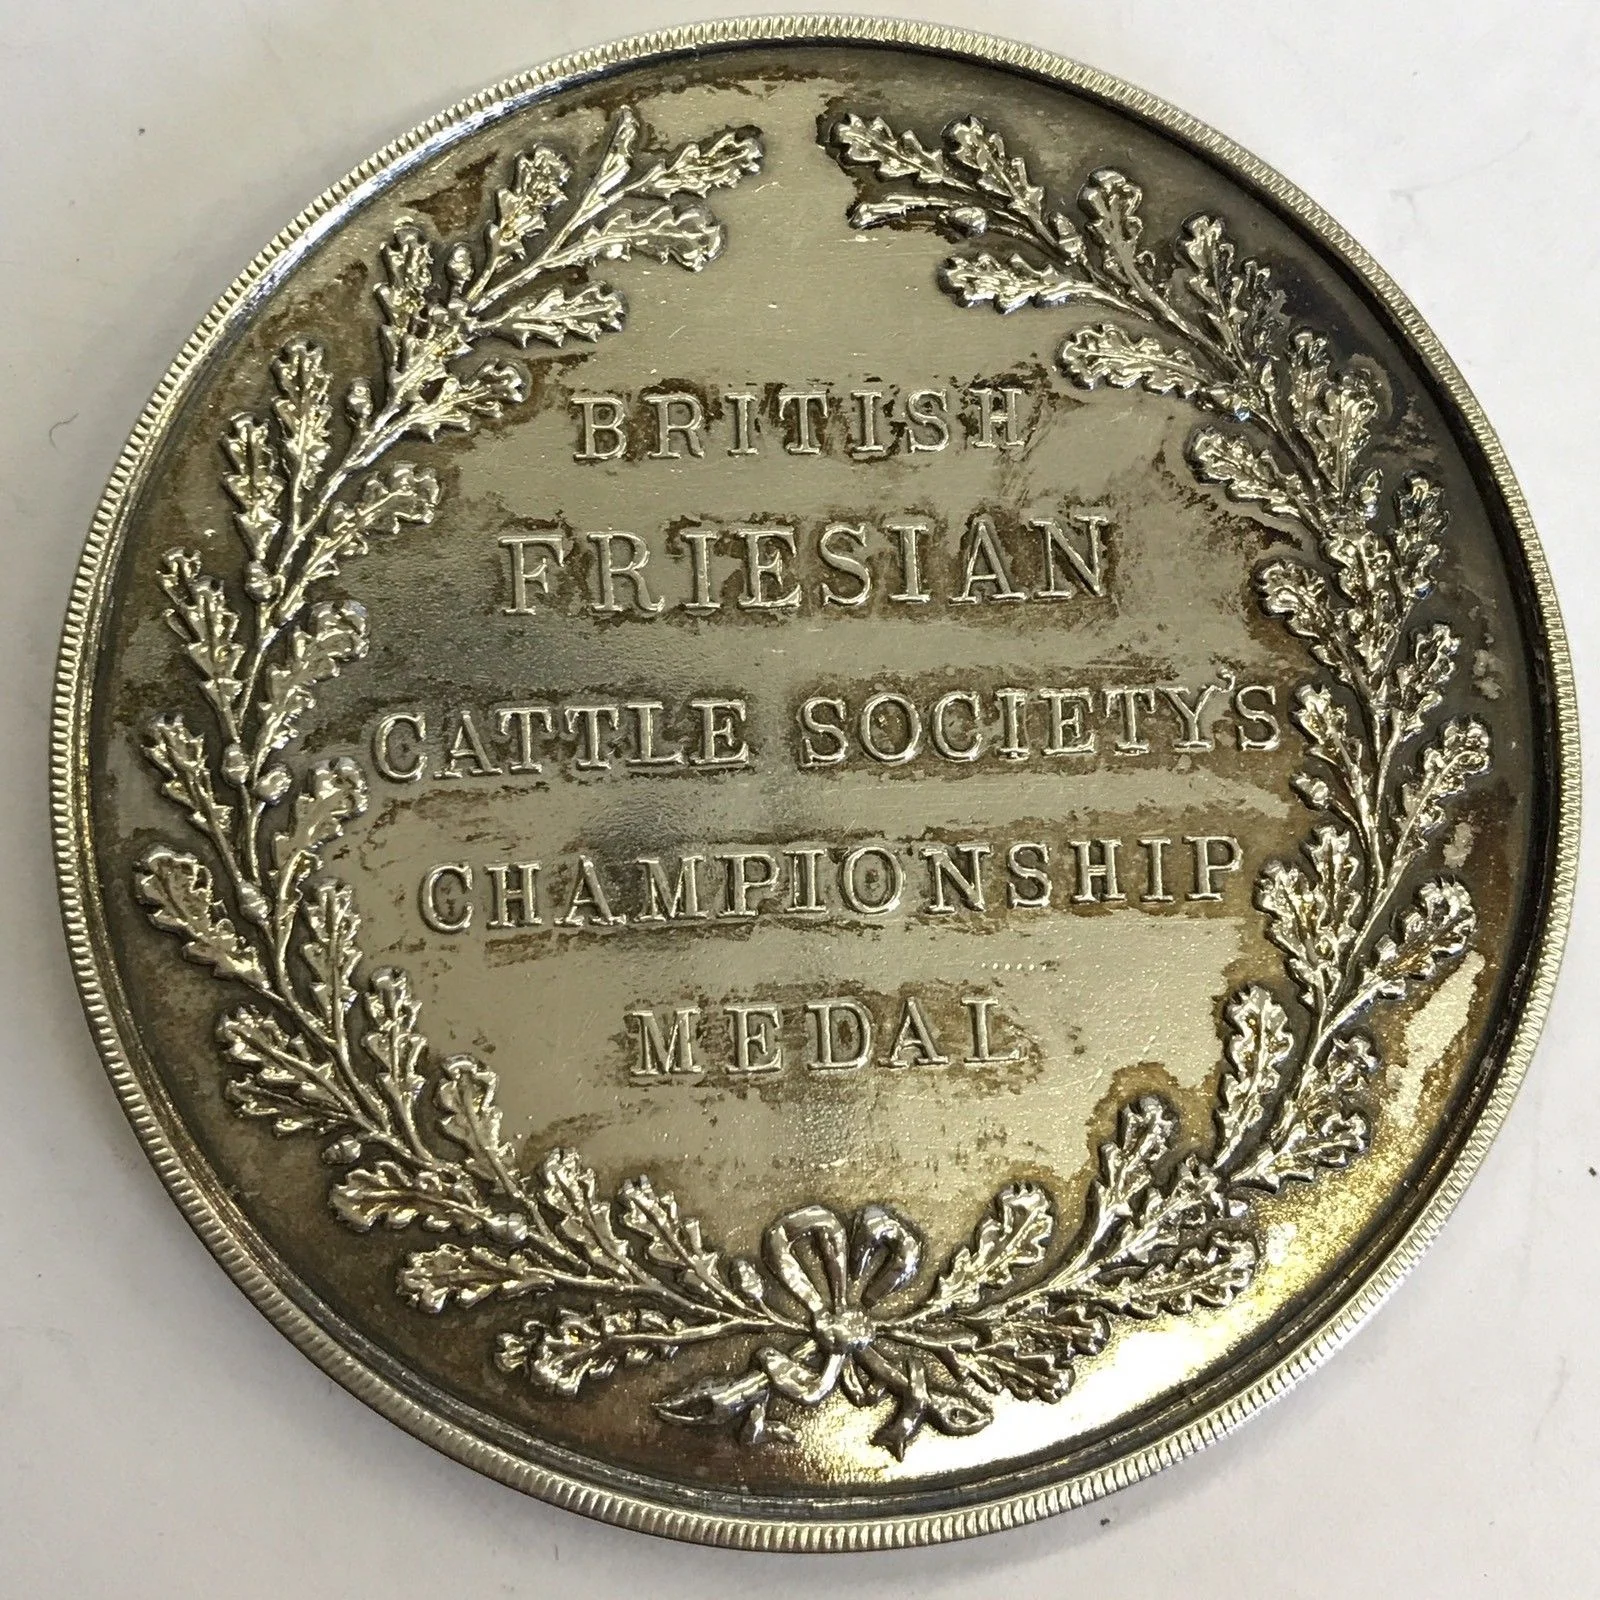 BRITISH
FRIESIAN
CATTLE SOCIETY'S
CHAMPIONSHIP
MEDAL